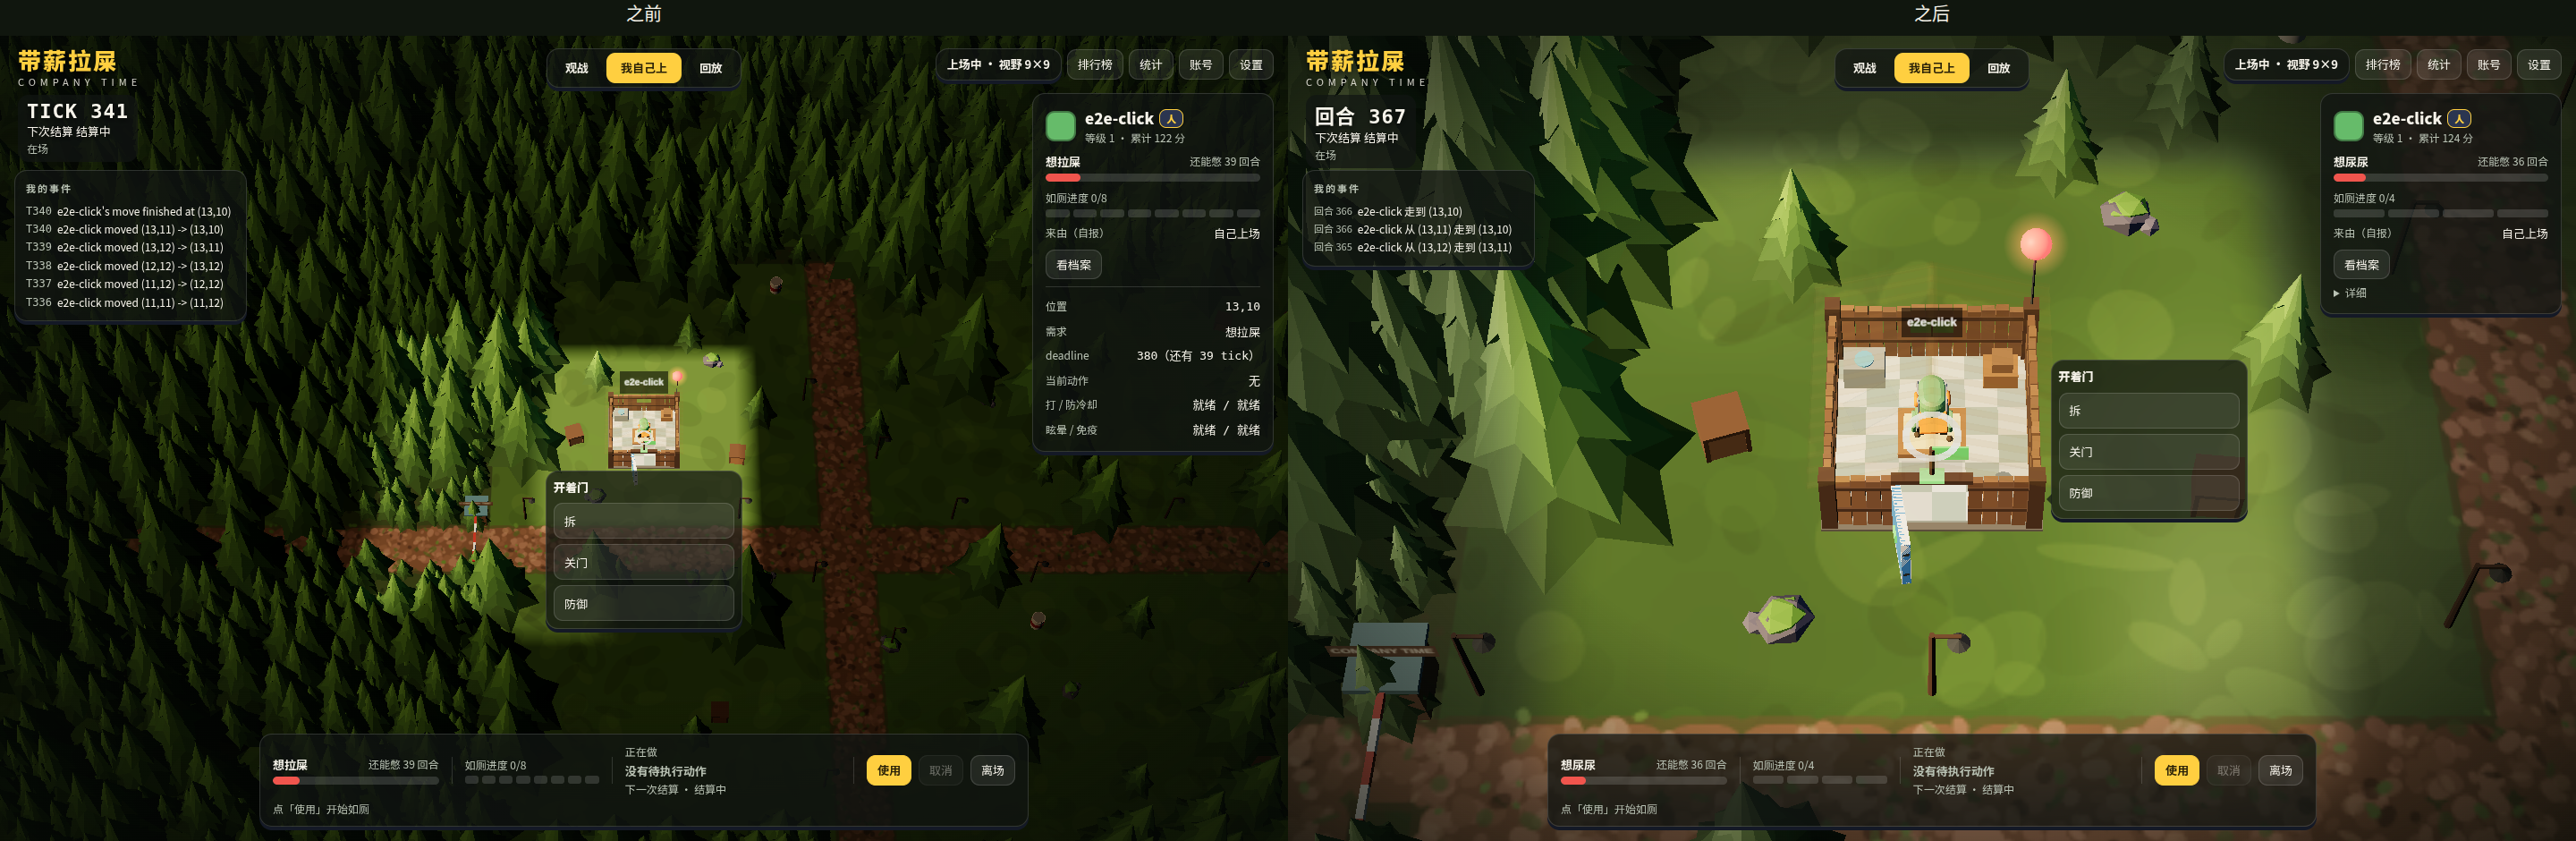 之前
带薪拉屎
COMPANY TIME
观战
我自己上
回放
上场中 · 视野 9×9
排行榜
统计
账号
设置
TICK 341
下次结算 结算中
在场
我的事件
T340 e2e-click's move finished at (13,10)
T340 e2e-click moved (13,11) -> (13,10)
T339 e2e-click moved (13,12) -> (13,11)
T338 e2e-click moved (12,12) -> (13,12)
T337 e2e-click moved (11,12) -> (12,12)
T336 e2e-click moved (11,11) -> (11,12)
e2e-click 人
等级 1 · 累计 122 分
想拉屎 还能憋 39 回合
如厕进度 0/8
来由（自报） 自己上场
看档案
位置 13,10
需求 想拉屎
deadline 380（还有 39 tick）
当前动作 无
打 / 防冷却 就绪 / 就绪
眩晕 / 免疫 就绪 / 就绪
e2e-click
开着门
拆
关门
防御
想拉屎 还能憋 39 回合
如厕进度 0/8
正在做
没有待执行动作
下一次结算 · 结算中
使用
取消
离场
点「使用」开始如厕
之后
带薪拉屎
COMPANY TIME
观战
我自己上
回放
上场中 · 视野 9×9
排行榜
统计
账号
设置
回合 367
下次结算 结算中
在场
我的事件
回合 366 e2e-click 走到 (13,10)
回合 366 e2e-click 从 (13,11) 走到 (13,10)
回合 365 e2e-click 从 (13,12) 走到 (13,11)
e2e-click 人
等级 1 · 累计 124 分
想尿尿 还能憋 36 回合
如厕进度 0/4
来由（自报） 自己上场
看档案
▶ 详细
e2e-click
开着门
拆
关门
防御
COMPANY TIME
想尿尿 还能憋 36 回合
如厕进度 0/4
正在做
没有待执行动作
下一次结算 · 结算中
使用
取消
离场
点「使用」开始如厕